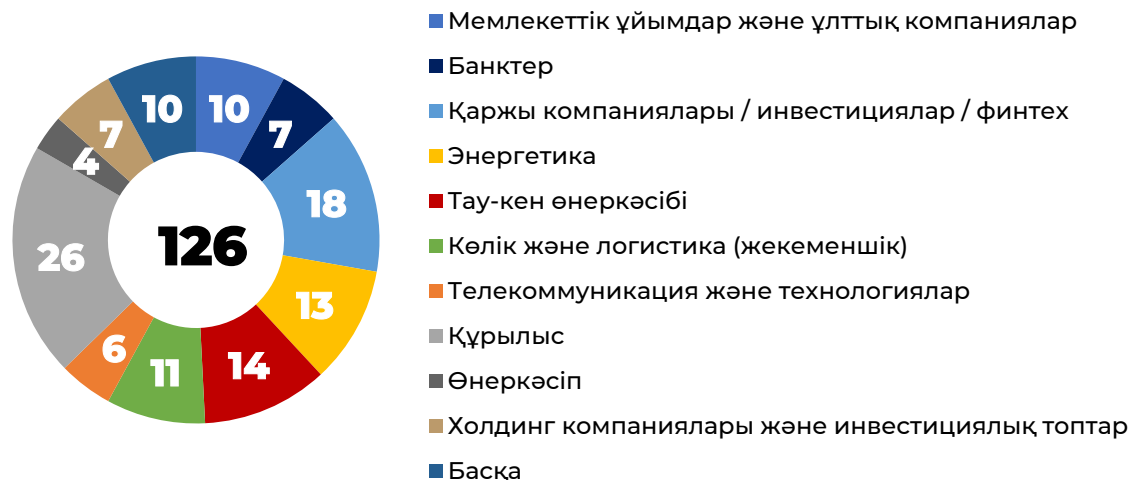 10
7
18
13
14
11
6
26
4
7
10
126
Мемлекеттік ұйымдар және ұлттық компаниялар
Банктер
Қаржы компаниялары / инвестициялар / финтех
Энергетика
Тау-кен өнеркәсібі
Көлік және логистика (жекеменшік)
Телекоммуникация және технологиялар
Құрылыс
Өнеркәсіп
Холдинг компаниялары және инвестициялық топтар
Басқа